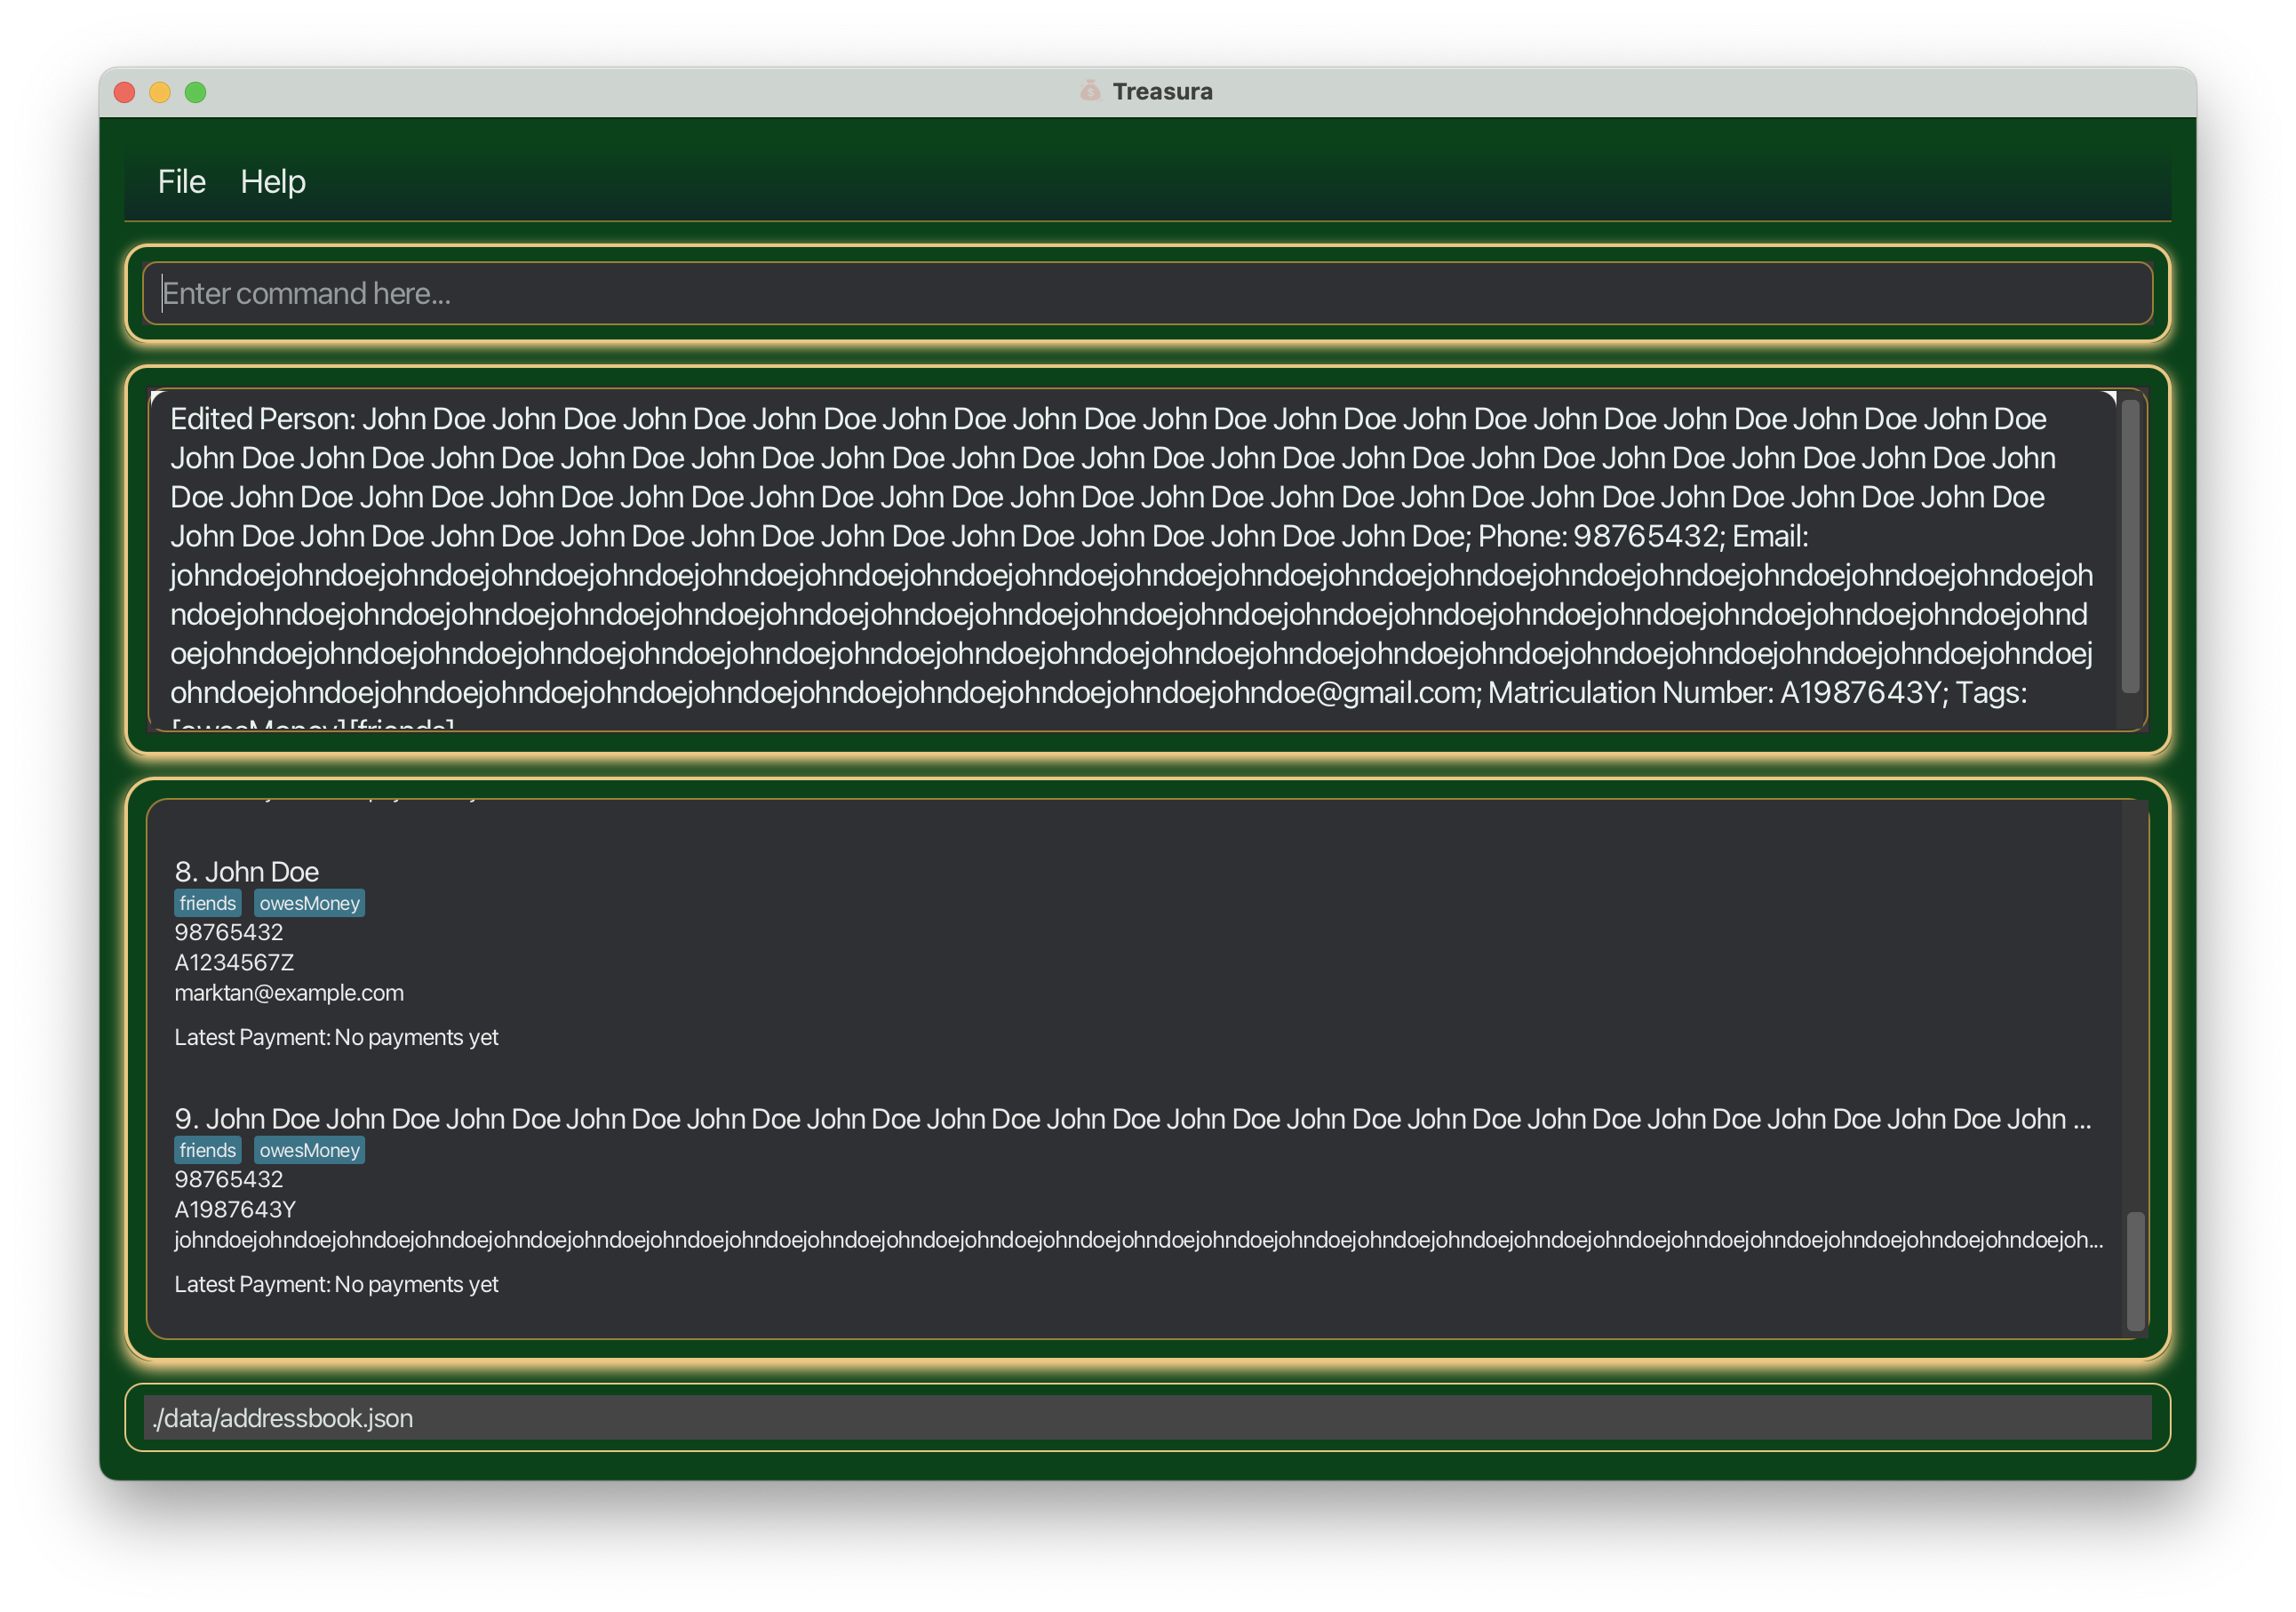 Treasura
File Help
Enter command here...
Edited Person: John Doe John Doe John Doe John Doe John Doe John Doe John Doe John Doe John Doe John Doe John Doe John Doe John Doe
John Doe John Doe John Doe John Doe John Doe John Doe John Doe John Doe John Doe John Doe John Doe John Doe John Doe John Doe John
Doe John Doe John Doe John Doe John Doe John Doe John Doe John Doe John Doe John Doe John Doe John Doe John Doe John Doe John Doe
John Doe John Doe John Doe John Doe John Doe John Doe John Doe John Doe John Doe John Doe; Phone: 98765432; Email:
johndoejohndoejohndoejohndoejohndoejohndoejohndoejohndoejohndoejohndoejohndoejohndoejohndoejohndoejohndoejohndoejohndoejohndoejoh
ndoejohndoejohndoejohndoejohndoejohndoejohndoejohndoejohndoejohndoejohndoejohndoejohndoejohndoejohndoejohndoejohndoejohndoejohnd
oejohndoejohndoejohndoejohndoejohndoejohndoejohndoejohndoejohndoejohndoejohndoejohndoejohndoejohndoejohndoejohndoejohndoejohndoej
ohndoejohndoejohndoejohndoejohndoejohndoejohndoejohndoejohndoejohndoejohndoe@gmail.com; Matriculation Number: A1987643Y; Tags:
[owesMoney][friends]
8. John Doe
friends owesMoney
98765432
A1234567Z
marktan@example.com
Latest Payment: No payments yet
9. John Doe John Doe John Doe John Doe John Doe John Doe John Doe John Doe John Doe John Doe John Doe John Doe John Doe John Doe John Doe John ...
friends owesMoney
98765432
A1987643Y
johndoejohndoejohndoejohndoejohndoejohndoejohndoejohndoejohndoejohndoejohndoejohndoejohndoejohndoejohndoejohndoejohndoejohndoejohndoejohndoejohndoejohndoejohndoejohndoejoh...
Latest Payment: No payments yet
./data/addressbook.json